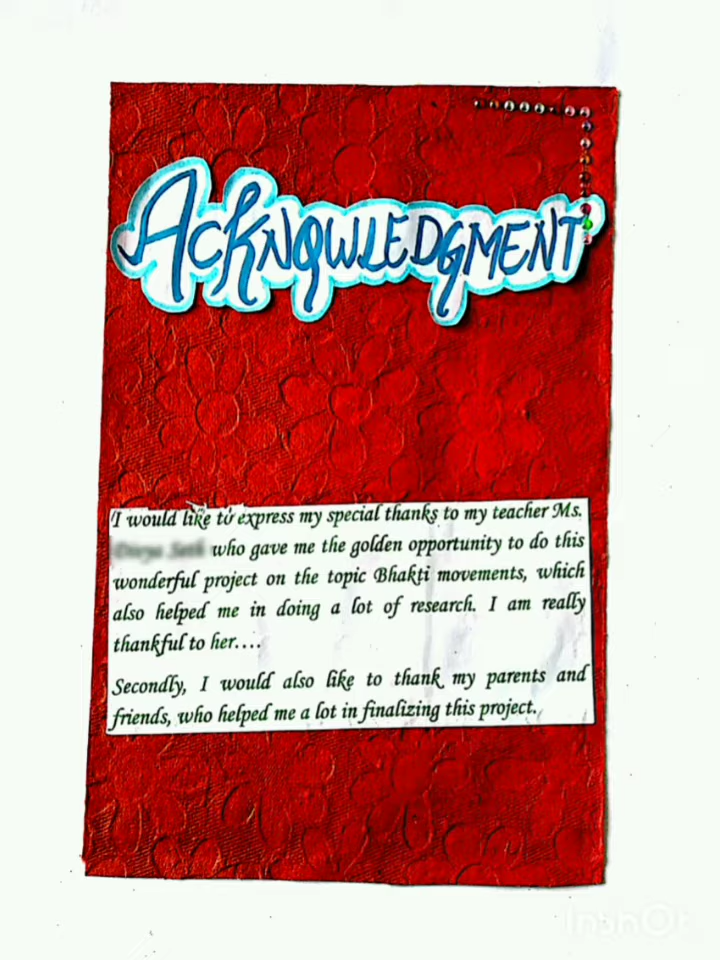 ACKNOWLEDGMENT
I would like to express my special thanks to my teacher Ms.
who gave me the golden opportunity to do this
wonderful project on the topic Bhakti movements, which
also helped me in doing a lot of research. I am really
thankful to her....
Secondly, I would also like to thank my parents and
friends, who helped me a lot in finalizing this project.
InShOt